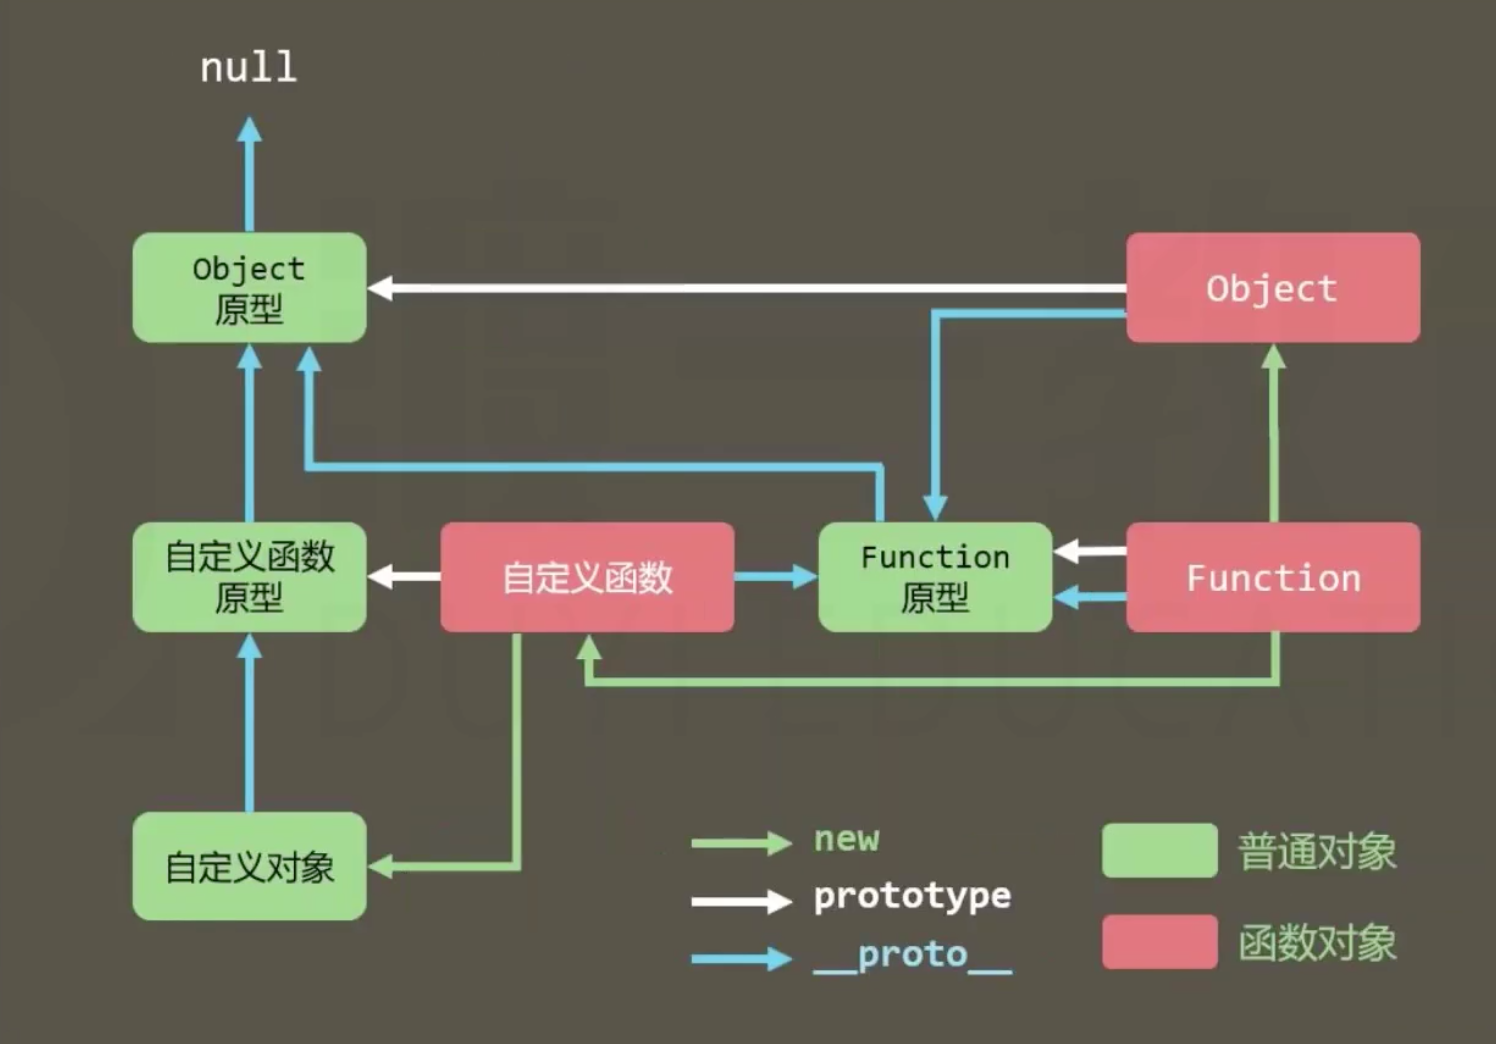 null
Object
原型
Object
自定义函数
原型
自定义函数
Function
原型
Function
自定义对象
new
prototype
__proto__
普通对象
函数对象